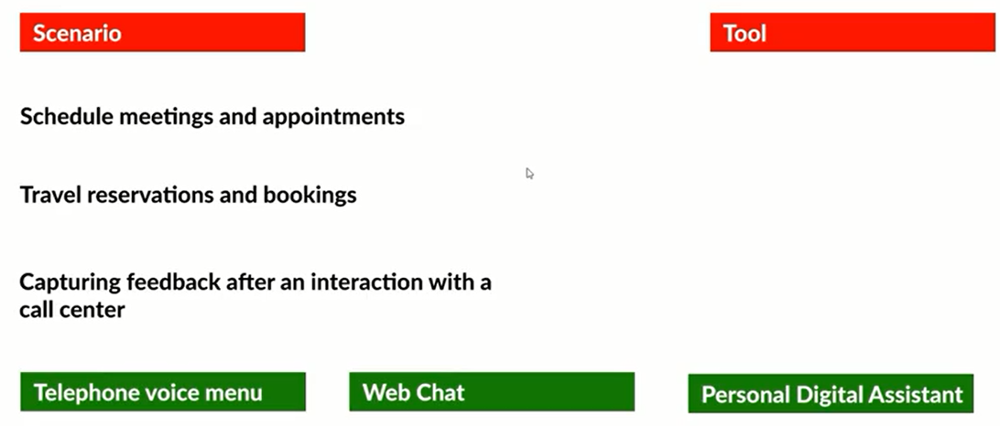 Scenario
Tool
Schedule meetings and appointments
Travel reservations and bookings
Capturing feedback after an interaction with a
call center
Telephone voice menu
Web Chat
Personal Digital Assistant